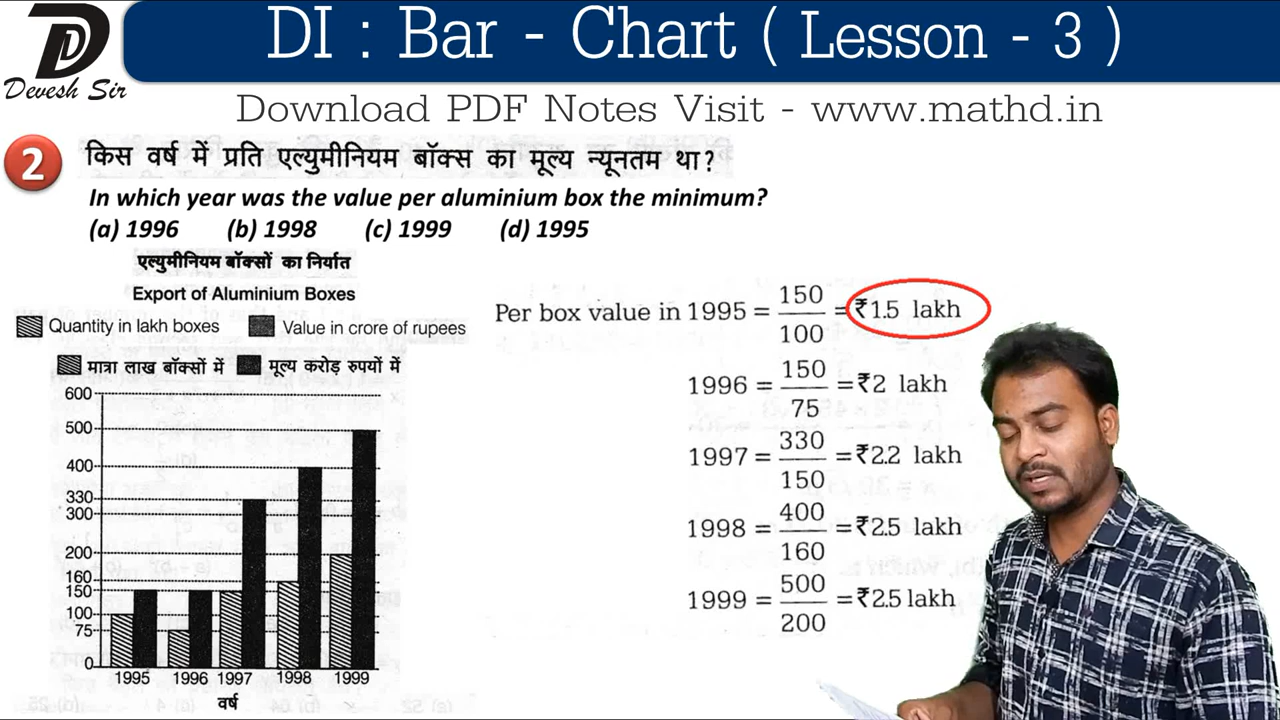 DI : Bar - Chart ( Lesson - 3 )
Devesh Sir
Download PDF Notes Visit - www.mathd.in
2 किस वर्ष में प्रति एल्युमीनियम बॉक्स का मूल्य न्यूनतम था?
In which year was the value per aluminium box the minimum?
(a) 1996 (b) 1998 (c) 1999 (d) 1995
एल्युमीनियम बॉक्सों का निर्यात
Export of Aluminium Boxes
Quantity in lakh boxes Value in crore of rupees
मात्रा लाख बॉक्सों में मूल्य करोड़ रुपयों में
600
500
400
330
300
200
160
150
100
75
0
1995 1996 1997 1998 1999
वर्ष
Per box value in 1995 = 150/100 = ₹1.5 lakh
1996 = 150/75 = ₹2 lakh
1997 = 330/150 = ₹2.2 lakh
1998 = 400/160 = ₹2.5 lakh
1999 = 500/200 = ₹2.5 lakh